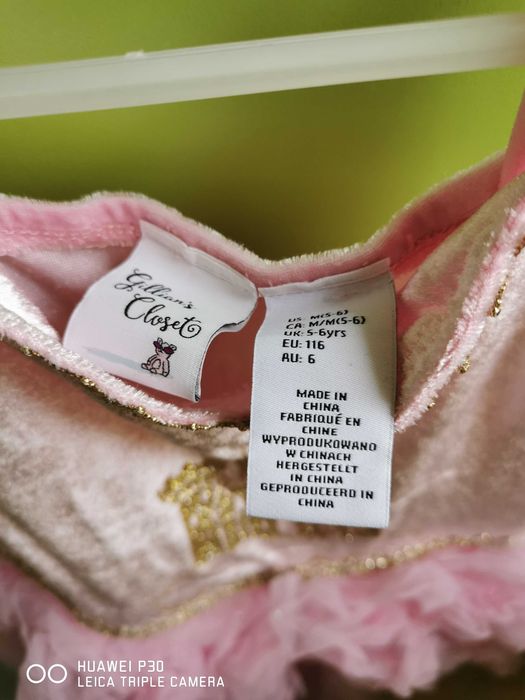 Gillian's
Closet
US: M(5-6)
CA: M/M(5-6)
UK: 5-6yrs
EU: 116
AU: 6
MADE IN
CHINA
FABRIQUÉ EN
CHINE
WYPRODUKOWANO
W CHINACH
HERGESTELLT
IN CHINA
GEPRODUCEERD IN
CHINA
HUAWEI P30
LEICA TRIPLE CAMERA